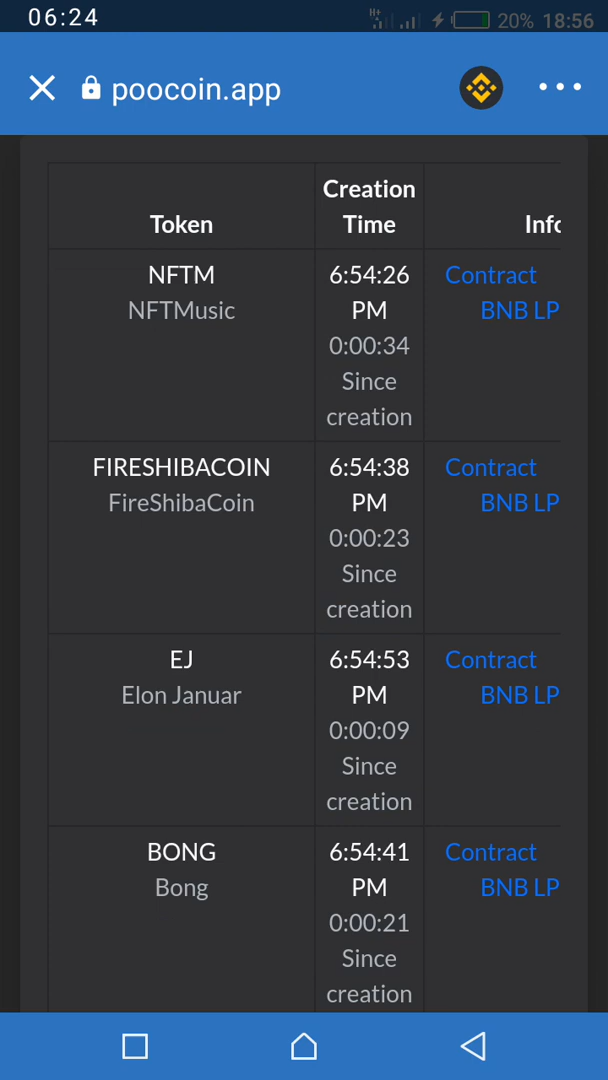 06:24
H+ 20% 18:56
poocoin.app
Token
Creation
Time
Info
NFTM
NFTMusic
6:54:26
PM
0:00:34
Since
creation
Contract
BNB LP
FIRESHIBACOIN
FireShibaCoin
6:54:38
PM
0:00:23
Since
creation
Contract
BNB LP
EJ
Elon Januar
6:54:53
PM
0:00:09
Since
creation
Contract
BNB LP
BONG
Bong
6:54:41
PM
0:00:21
Since
creation
Contract
BNB LP